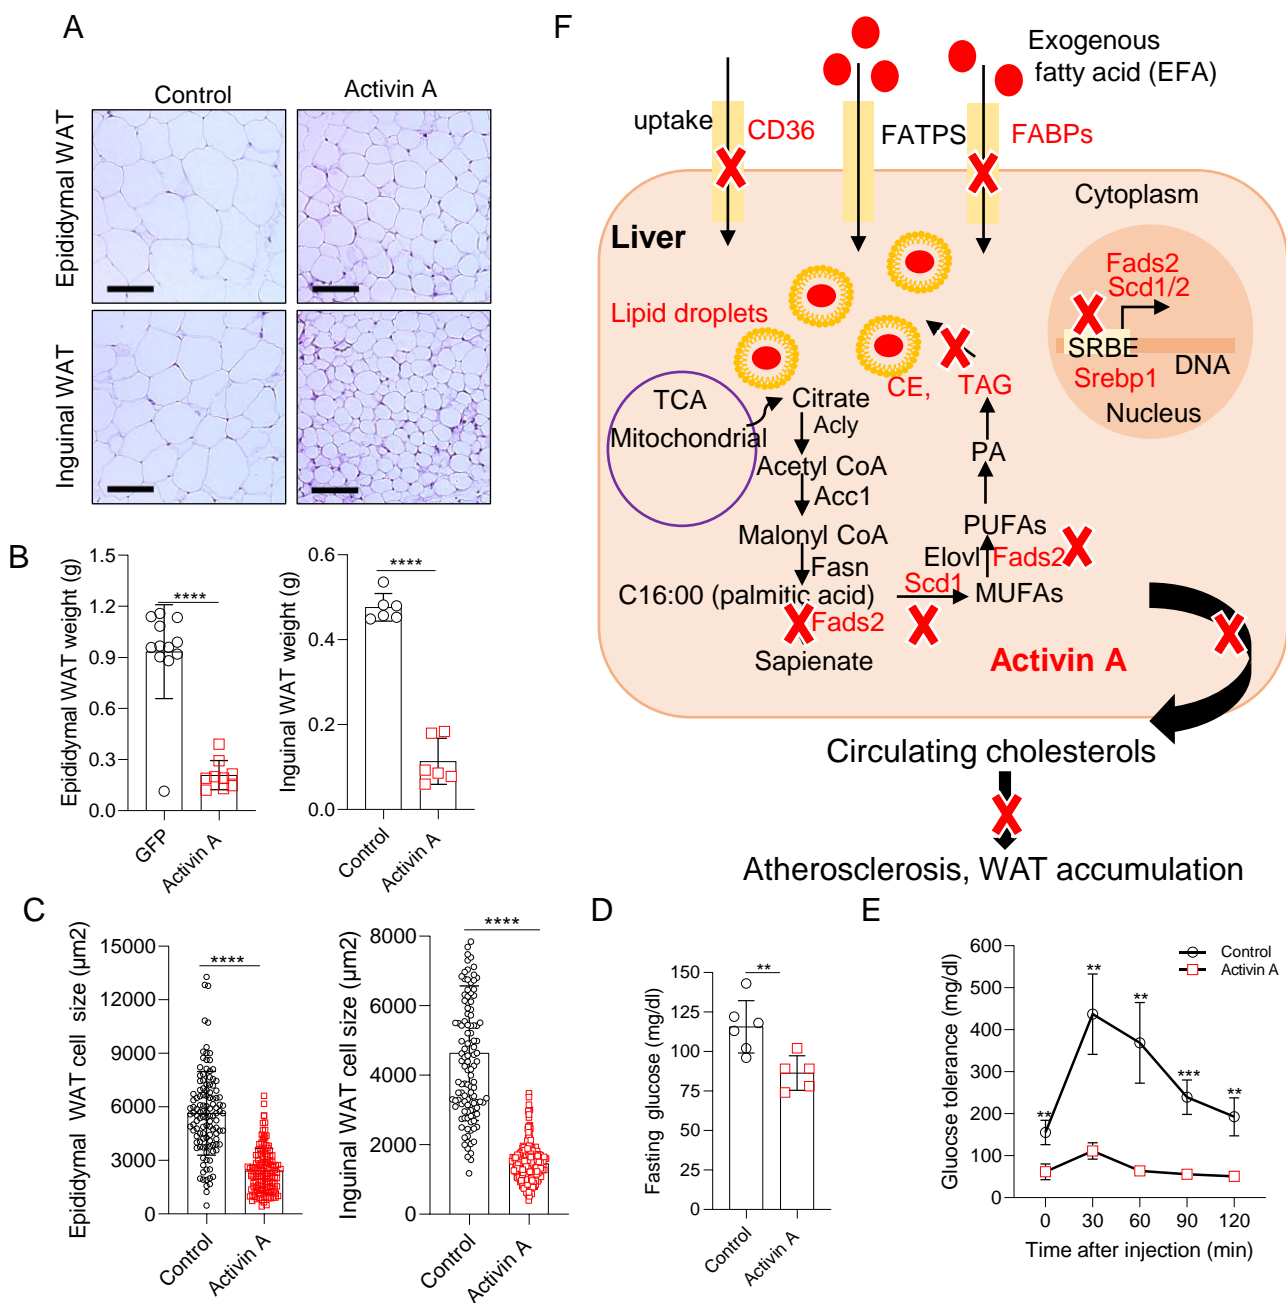 A
Control
Activin A
Epididymal WAT
Inguinal WAT
B
Epididymal WAT weight (g)
1.5
1.2
0.9
0.6
0.3
0.0
****
GFP
Activin A
Inguinal WAT weight (g)
0.6
0.4
0.2
0.0
****
Control
Activin A
C
Epididymal WAT cell size (µm2)
15000
12000
9000
6000
3000
0
****
Control
Activin A
Inguinal WAT cell size (µm2)
8000
6000
4000
2000
0
****
Control
Activin A
D
Fasting glucose (mg/dl)
150
125
100
75
50
25
0
**
Control
Activin A
E
Glucose tolerance (mg/dl)
600
500
400
300
200
100
0
**
**
**
***
**
Control
Activin A
0
30
60
90
120
Time after injection (min)
F
Exogenous
fatty acid (EFA)
uptake
CD36
FATPS
FABPs
Cytoplasm
Liver
Fads2
Scd1/2
SRBE
DNA
Srebp1
Nucleus
Lipid droplets
CE,
TAG
TCA
Mitochondrial
Citrate
Acly
Acetyl CoA
Acc1
Malonyl CoA
Fasn
C16:00 (palmitic acid)
Fads2
Sapienate
Scd1
MUFAs
Elovl
Fads2
PUFAs
PA
Activin A
Circulating cholesterols
Atherosclerosis, WAT accumulation